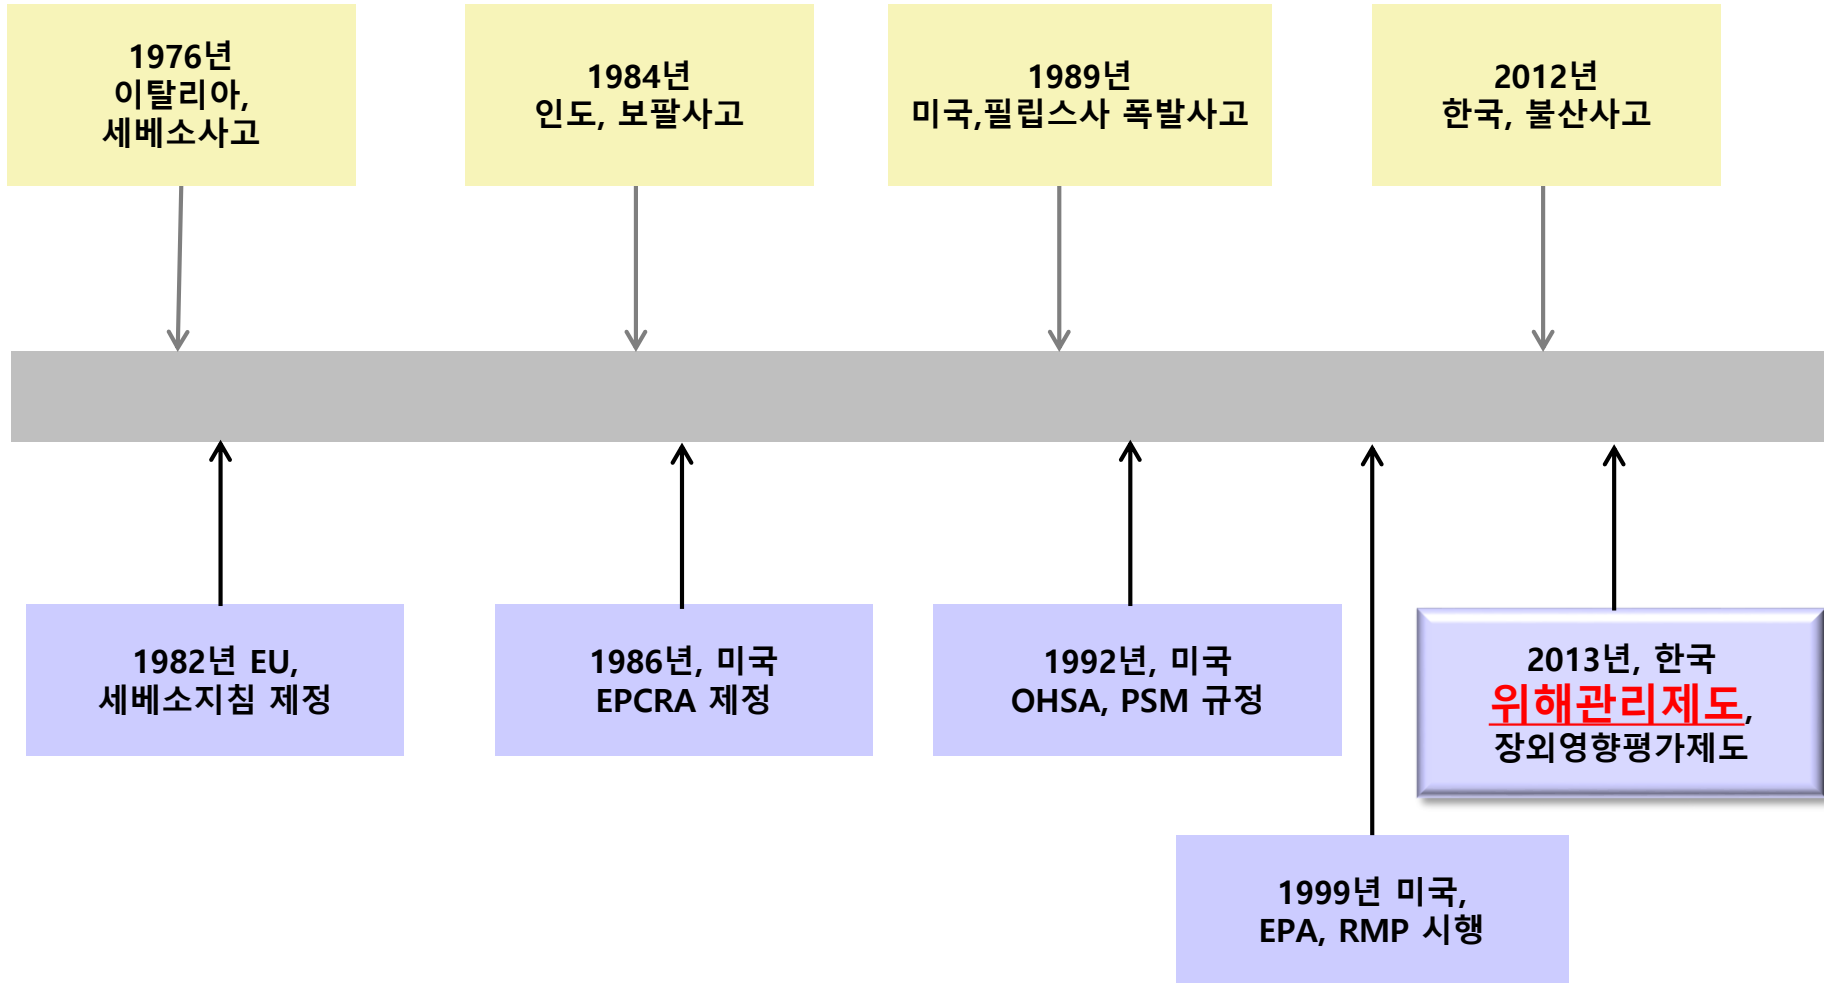 1976년
이탈리아,
세베소사고
1984년
인도, 보팔사고
1989년
미국,필립스사 폭발사고
2012년
한국, 불산사고
1982년 EU,
세베소지침 제정
1986년, 미국
EPCRA 제정
1992년, 미국
OHSA, PSM 규정
2013년, 한국
위해관리제도,
장외영향평가제도
1999년 미국,
EPA, RMP 시행